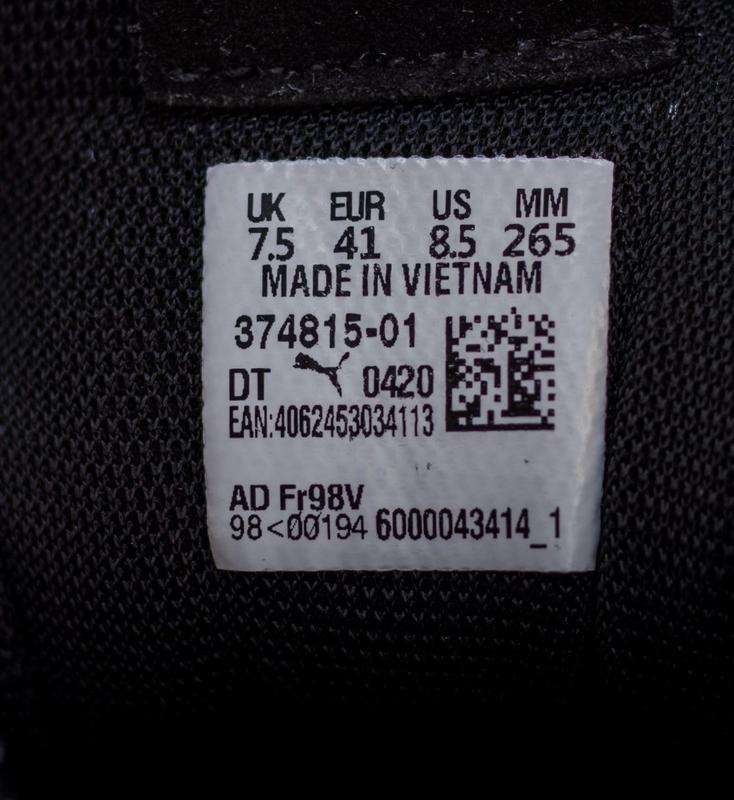 UK EUR US MM
7.5 41 8.5 265
MADE IN VIETNAM
374815-01
DT 0420
EAN:4062453034113
AD Fr98V
98<00194 6000043414_1